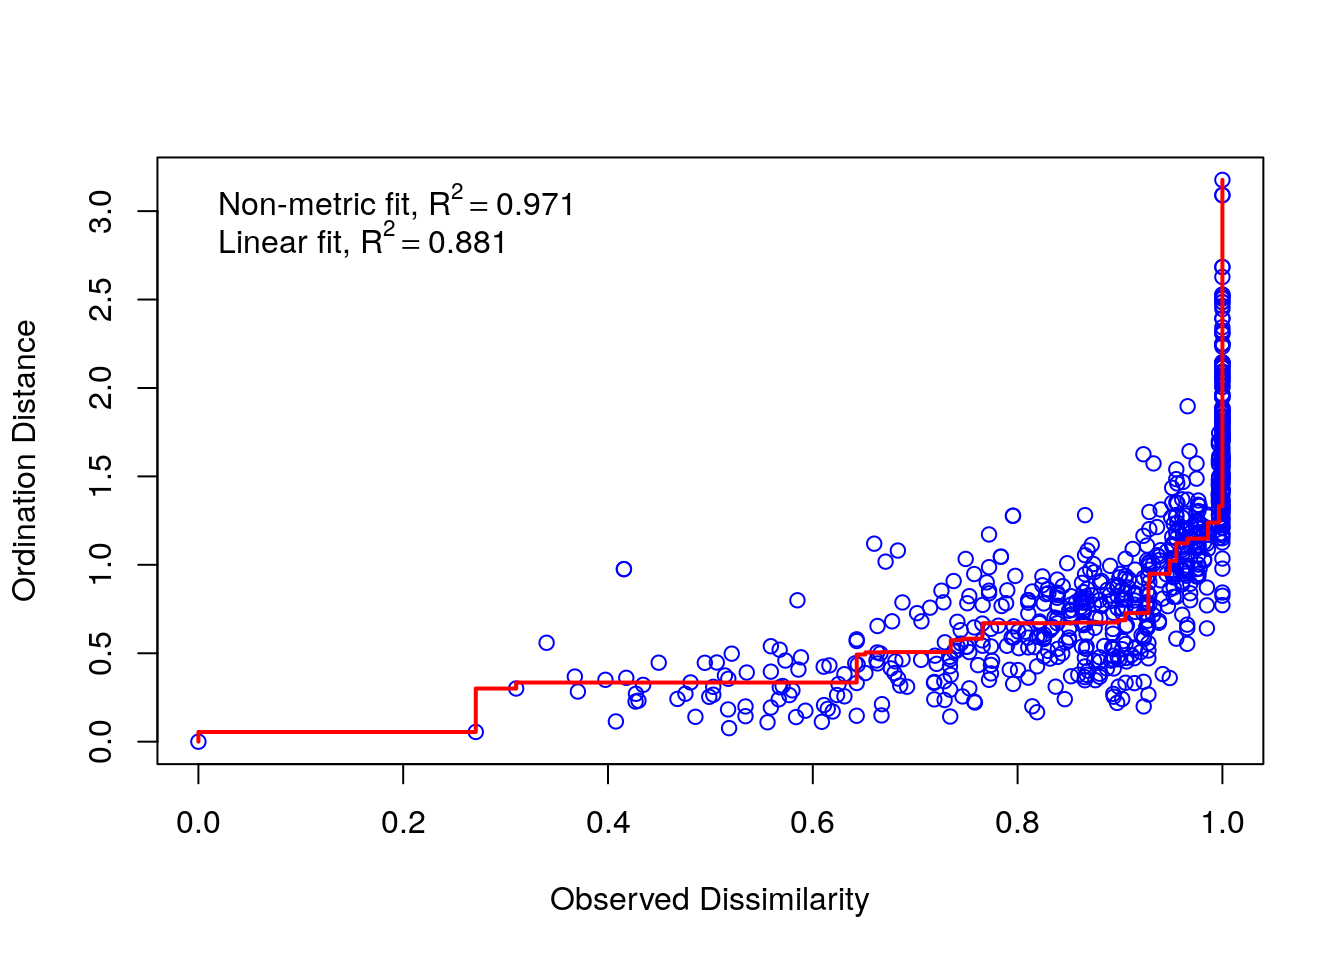 Non-metric fit, R² = 0.971
Linear fit, R² = 0.881
3.0
2.5
2.0
1.5
1.0
0.5
0.0
Ordination Distance
0.0 0.2 0.4 0.6 0.8 1.0
Observed Dissimilarity